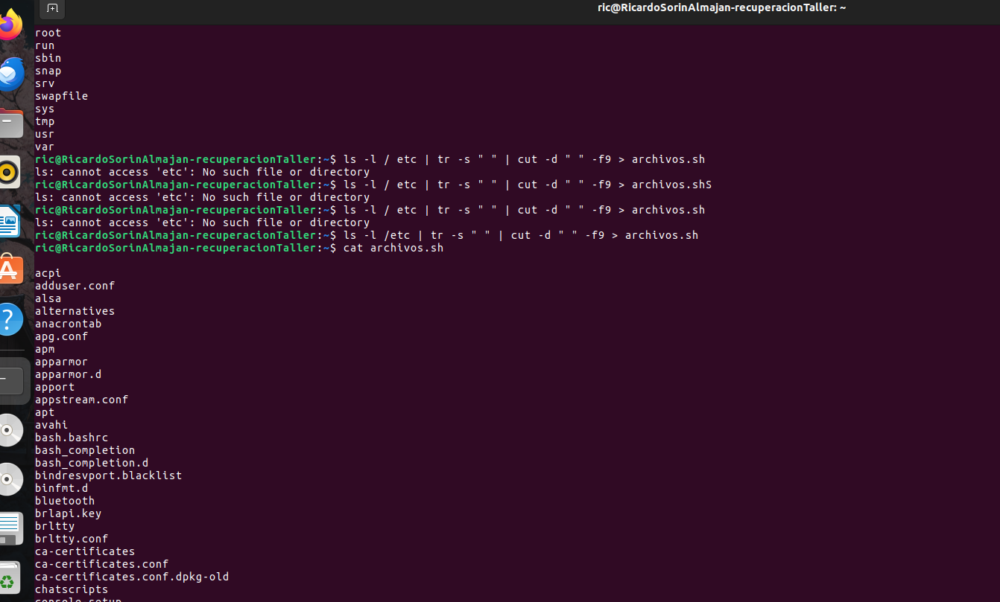 ric@RicardoSorinAlmajan-recuperacionTaller: ~
root
run
sbin
snap
srv
swapfile
sys
tmp
usr
var
ric@RicardoSorinAlmajan-recuperacionTaller:~$ ls -l / etc | tr -s " " | cut -d " " -f9 > archivos.sh
ls: cannot access 'etc': No such file or directory
ric@RicardoSorinAlmajan-recuperacionTaller:~$ ls -l / etc | tr -s " " | cut -d " " -f9 > archivos.shS
ls: cannot access 'etc': No such file or directory
ric@RicardoSorinAlmajan-recuperacionTaller:~$ ls -l / etc | tr -s " " | cut -d " " -f9 > archivos.sh
ls: cannot access 'etc': No such file or directory
ric@RicardoSorinAlmajan-recuperacionTaller:~$ ls -l /etc | tr -s " " | cut -d " " -f9 > archivos.sh
ric@RicardoSorinAlmajan-recuperacionTaller:~$ cat archivos.sh
acpi
adduser.conf
alsa
alternatives
anacrontab
apg.conf
apm
apparmor
apparmor.d
apport
appstream.conf
apt
avahi
bash.bashrc
bash_completion
bash_completion.d
bindresvport.blacklist
binfmt.d
bluetooth
brlapi.key
brltty
brltty.conf
ca-certificates
ca-certificates.conf
ca-certificates.conf.dpkg-old
chatscripts
console-setup